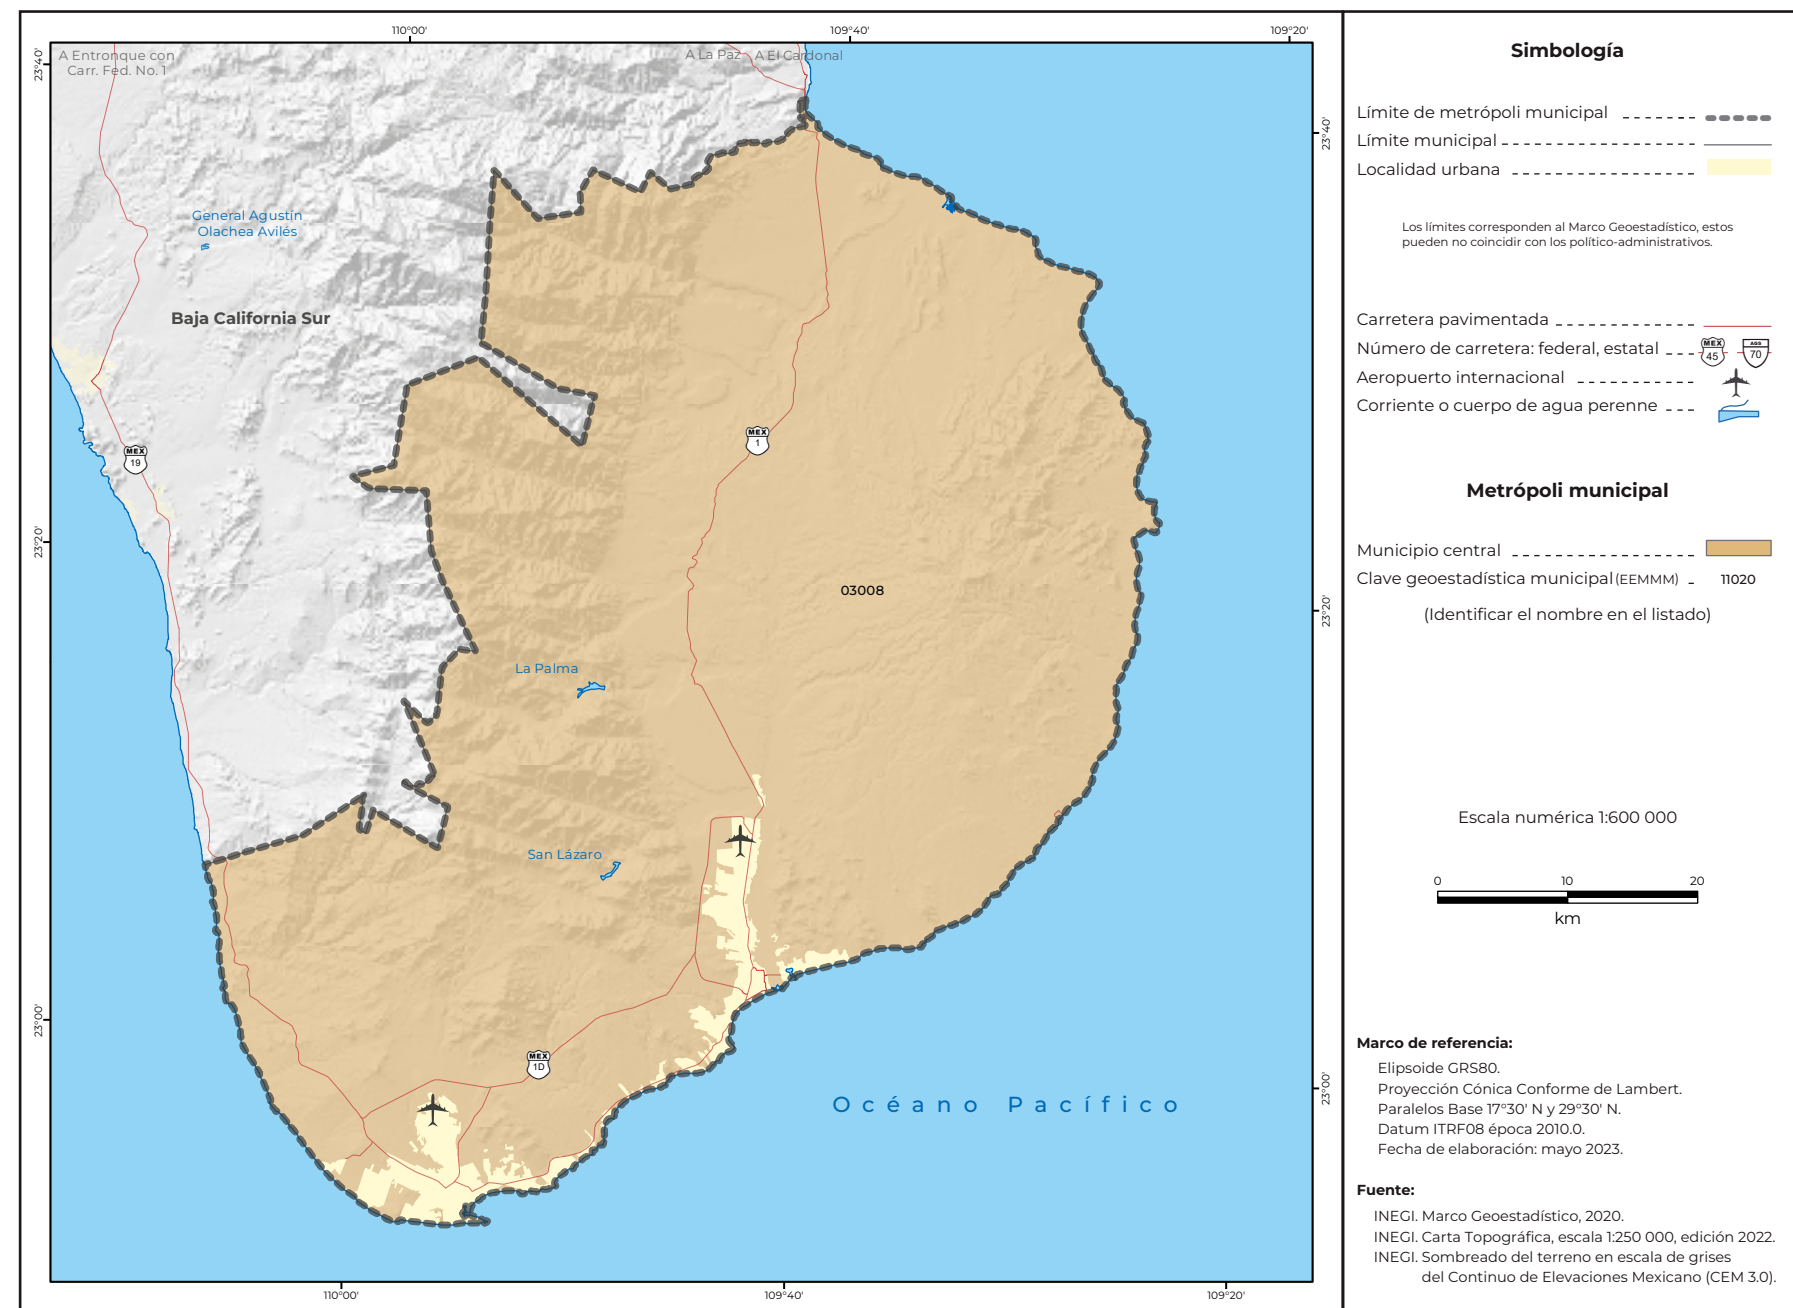 110°00'
109°40'
109°20'
23°40'
23°20'
23°00'
23°40'
23°20'
23°00'
110°00'
109°40'
109°20'
A Entronque con
Carr. Fed. No. 1
A La Paz
A El Cardonal
General Agustín
Olachea Avilés
Baja California Sur
MEX
19
MEX
1
03008
La Palma
San Lázaro
MEX
1D
Océano Pacífico
Simbología
Límite de metrópoli municipal
Límite municipal
Localidad urbana
Los límites corresponden al Marco Geoestadístico, estos
pueden no coincidir con los político-administrativos.
Carretera pavimentada
Número de carretera: federal, estatal
MEX
45
AGS
70
Aeropuerto internacional
Corriente o cuerpo de agua perenne
Metrópoli municipal
Municipio central
Clave geoestadística municipal (EEMMM) 11020
(Identificar el nombre en el listado)
Escala numérica 1:600 000
0 10 20
km
Marco de referencia:
Elipsoide GRS80.
Proyección Cónica Conforme de Lambert.
Paralelos Base 17°30' N y 29°30' N.
Datum ITRF08 época 2010.0.
Fecha de elaboración: mayo 2023.
Fuente:
INEGI. Marco Geoestadístico, 2020.
INEGI. Carta Topográfica, escala 1:250 000, edición 2022.
INEGI. Sombreado del terreno en escala de grises
del Continuo de Elevaciones Mexicano (CEM 3.0).